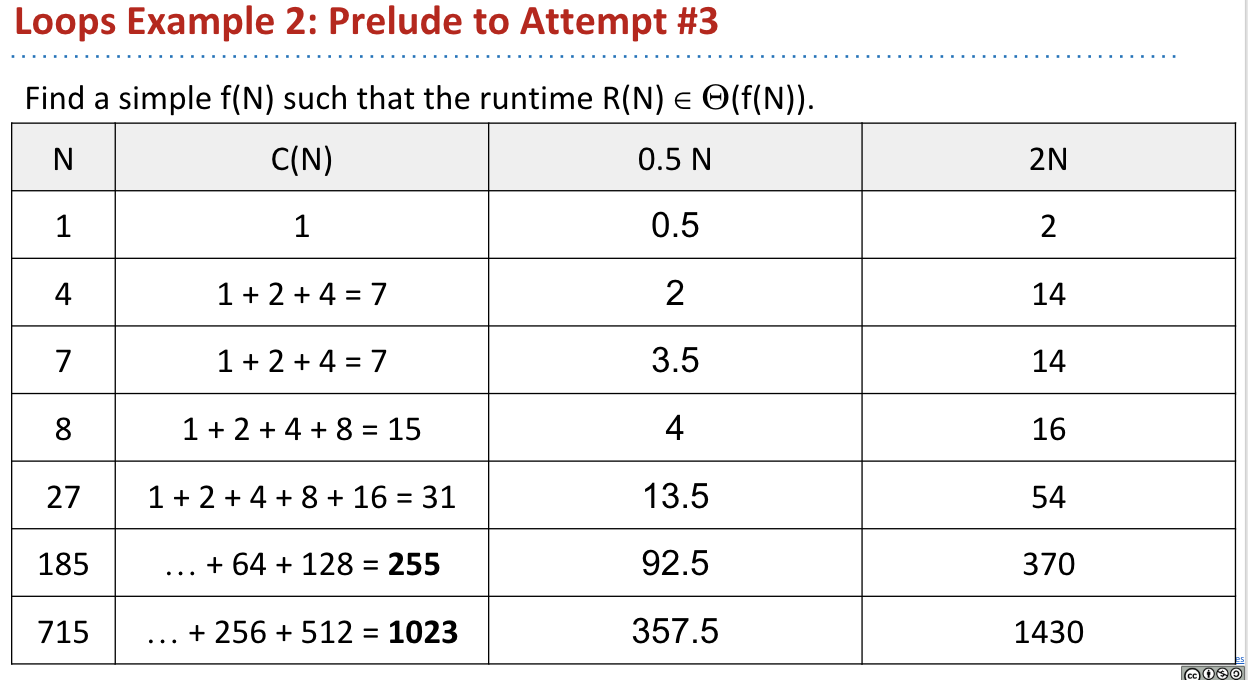 Loops Example 2: Prelude to Attempt #3
Find a simple f(N) such that the runtime R(N) ∈ Θ(f(N)).
N C(N) 0.5 N 2N
1 1 0.5 2
4 1 + 2 + 4 = 7 2 14
7 1 + 2 + 4 = 7 3.5 14
8 1 + 2 + 4 + 8 = 15 4 16
27 1 + 2 + 4 + 8 + 16 = 31 13.5 54
185 … + 64 + 128 = 255 92.5 370
715 … + 256 + 512 = 1023 357.5 1430
es
cc